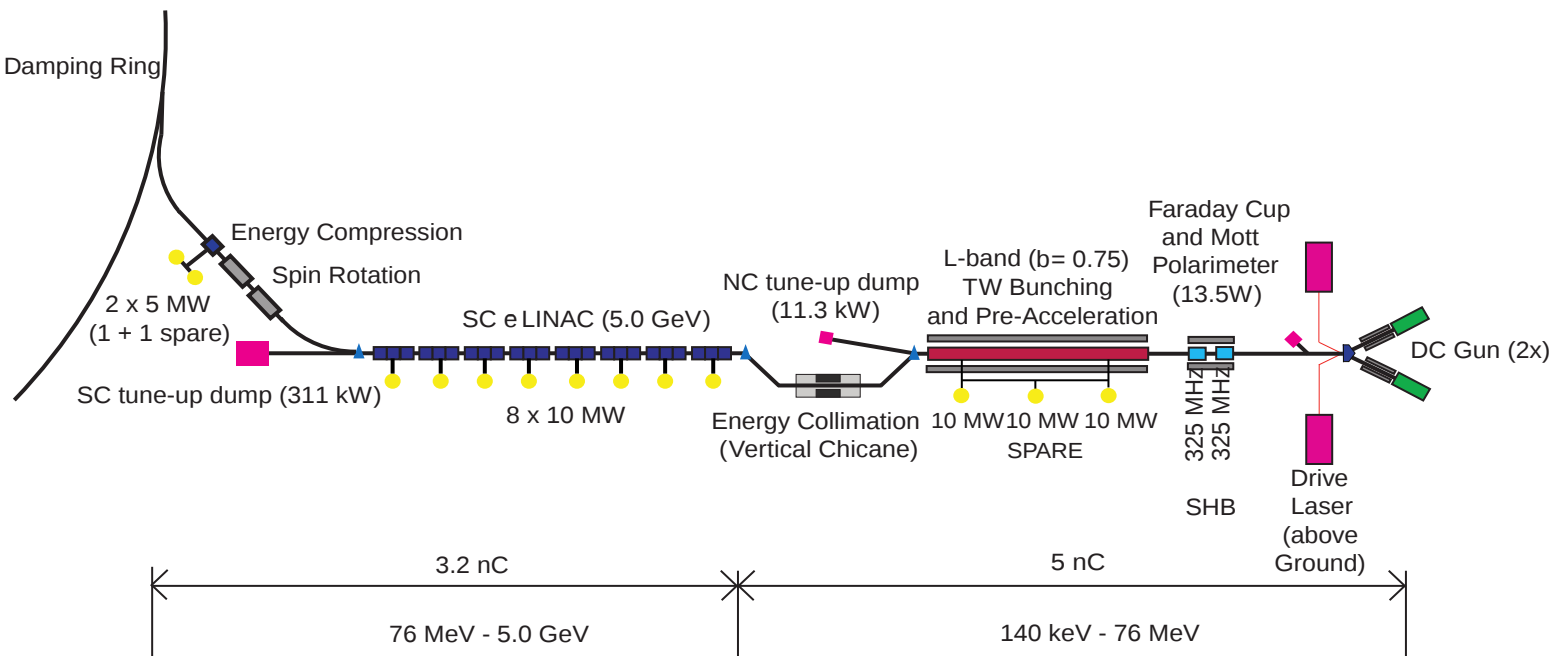 Damping Ring
Energy Compression
Spin Rotation
2 x 5 MW
(1 + 1 spare)
SC tune-up dump (311 kW)
SC e LINAC (5.0 GeV)
8 x 10 MW
NC tune-up dump
(11.3 kW)
Energy Collimation
(Vertical Chicane)
L-band (b= 0.75)
TW Bunching
and Pre-Acceleration
10 MW 10 MW 10 MW
SPARE
Faraday Cup
and Mott
Polarimeter
(13.5W)
325 MHz
325 MHz
SHB
DC Gun (2x)
Drive
Laser
(above
Ground)
3.2 nC
5 nC
76 MeV - 5.0 GeV
140 keV - 76 MeV